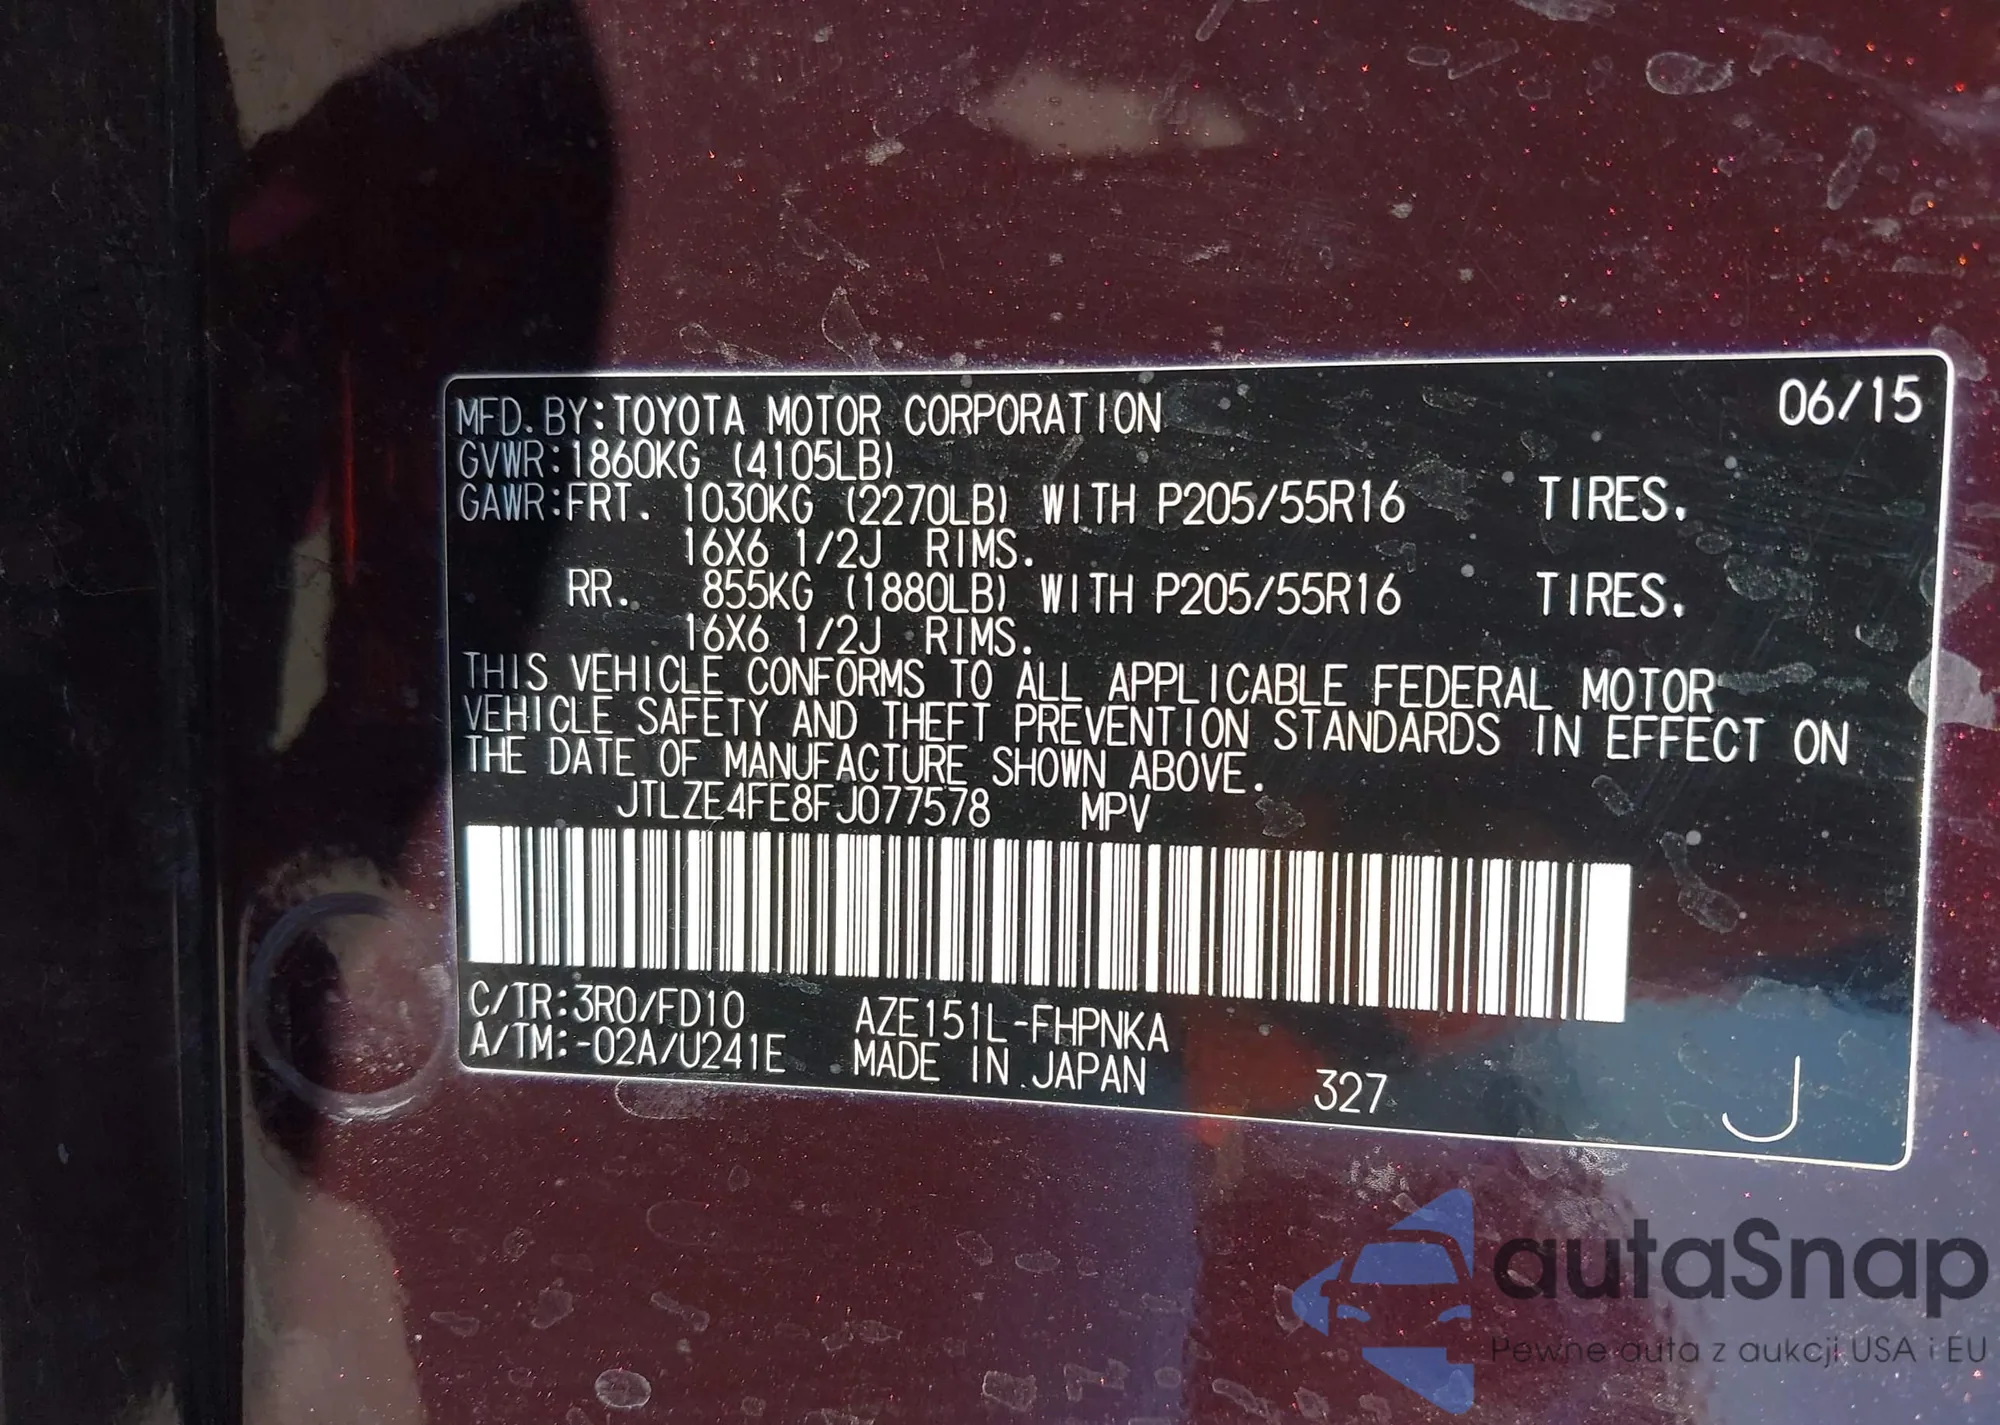 06/15
MFD. BY:TOYOTA MOTOR CORPORATION
GVWR:1860KG (4105LB)
GAWR:FRT. 1030KG (2270LB) WITH P205/55R16 TIRES.
16X6 1/2J RIMS.
RR. 855KG (1880LB) WITH P205/55R16 TIRES.
16X6 1/2J RIMS.
THIS VEHICLE CONFORMS TO ALL APPLICABLE FEDERAL MOTOR
VEHICLE SAFETY AND THEFT PREVENTION STANDARDS IN EFFECT ON
THE DATE OF MANUFACTURE SHOWN ABOVE.
JTLZE4FE8FJ077578 MPV
C/TR:3R0/FD10 AZE151L-FHPNKA
A/TM:-02A/U241E MADE IN JAPAN 327 J
autaSnap
Pewne auta z aukcji USA i EU